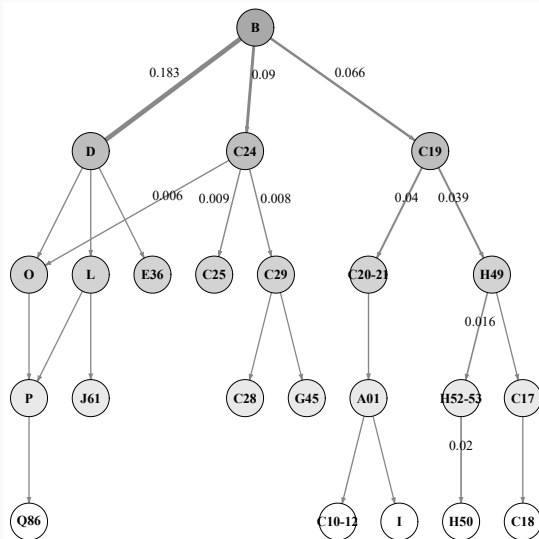 B
0.183
0.09
0.066
D
C24
C19
0.006
0.009
0.008
0.04
0.039
O
L
E36
C25
C29
C20-21
H49
0.016
P
J61
C28
G45
A01
H52-53
C17
0.02
Q86
C10-12
I
H50
C18